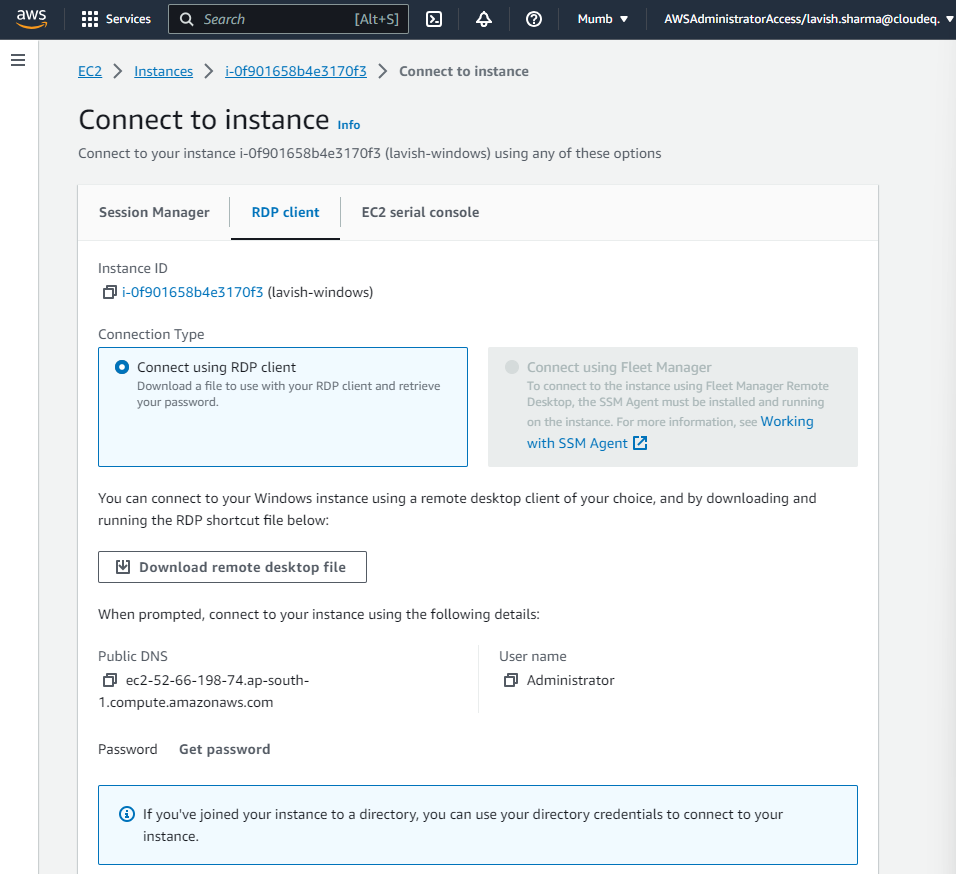 aws Services Search [Alt+S] Mumb AWSAdministratorAccess/lavish.sharma@cloudeq.
EC2 Instances i-0f901658b4e3170f3 Connect to instance
Connect to instance Info
Connect to your instance i-0f901658b4e3170f3 (lavish-windows) using any of these options
Session Manager RDP client EC2 serial console
Instance ID
i-0f901658b4e3170f3 (lavish-windows)
Connection Type
Connect using RDP client
Download a file to use with your RDP client and retrieve
your password.
Connect using Fleet Manager
To connect to the instance using Fleet Manager Remote
Desktop, the SSM Agent must be installed and running
on the instance. For more information, see Working
with SSM Agent
You can connect to your Windows instance using a remote desktop client of your choice, and by downloading and
running the RDP shortcut file below:
Download remote desktop file
When prompted, connect to your instance using the following details:
Public DNS
ec2-52-66-198-74.ap-south-
1.compute.amazonaws.com
User name
Administrator
Password Get password
If you've joined your instance to a directory, you can use your directory credentials to connect to your
instance.